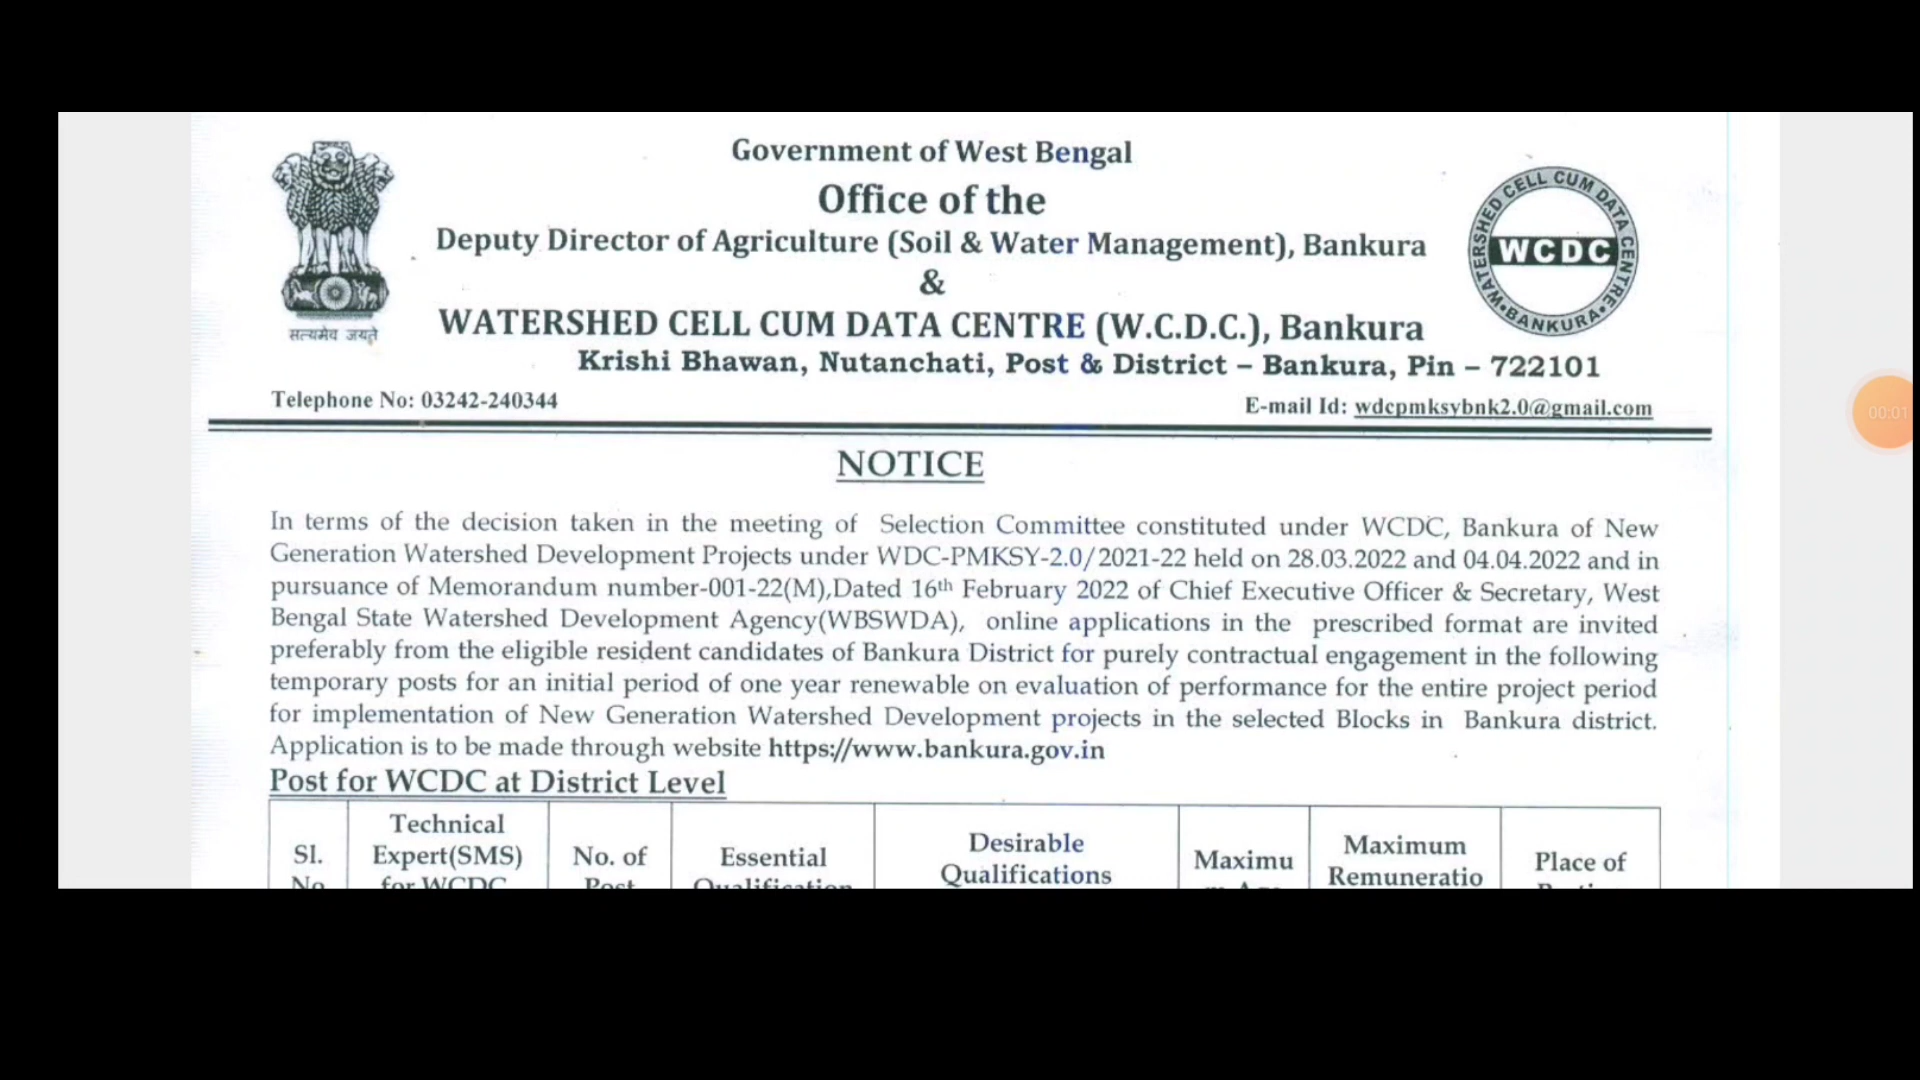 Government of West Bengal
Office of the
Deputy Director of Agriculture (Soil & Water Management), Bankura
&
WATERSHED CELL CUM DATA CENTRE (W.C.D.C.), Bankura
Krishi Bhawan, Nutanchati, Post & District – Bankura, Pin – 722101
सत्यमेव जयते
WATERSHED CELL CUM DATA CENTRE
WCDC
•BANKURA•
Telephone No: 03242-240344
E-mail Id: wdcpmksybnk2.0@gmail.com
00:01
NOTICE
In terms of the decision taken in the meeting of Selection Committee constituted under WCDC, Bankura of New
Generation Watershed Development Projects under WDC-PMKSY-2.0/2021-22 held on 28.03.2022 and 04.04.2022 and in
pursuance of Memorandum number-001-22(M),Dated 16th February 2022 of Chief Executive Officer & Secretary, West
Bengal State Watershed Development Agency(WBSWDA), online applications in the prescribed format are invited
preferably from the eligible resident candidates of Bankura District for purely contractual engagement in the following
temporary posts for an initial period of one year renewable on evaluation of performance for the entire project period
for implementation of New Generation Watershed Development projects in the selected Blocks in Bankura district.
Application is to be made through website https://www.bankura.gov.in
Post for WCDC at District Level
Technical
Sl. Expert(SMS) No. of Essential Desirable Maximu Maximum Place of
No for WCDC Post Qualification Qualifications Remuneratio